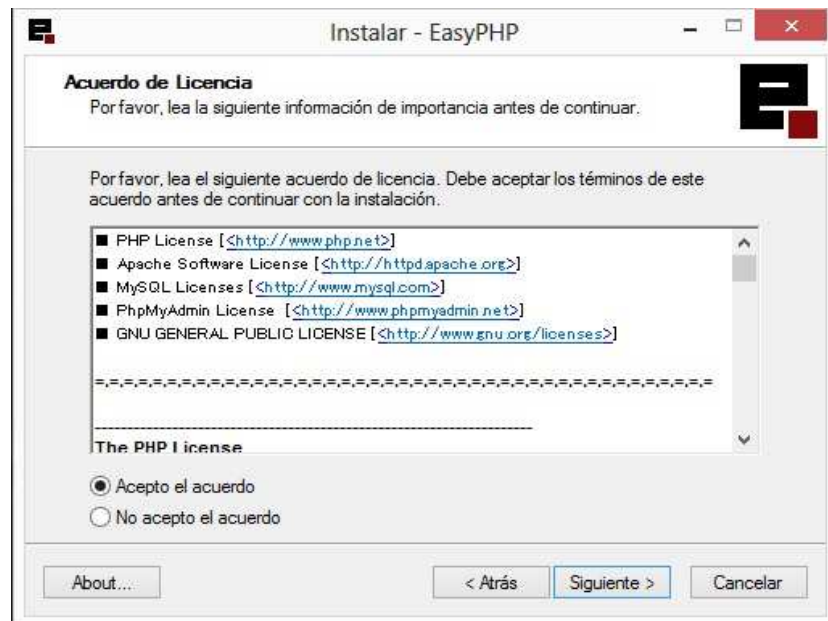 Instalar - EasyPHP
Acuerdo de Licencia
Por favor, lea la siguiente información de importancia antes de continuar.
Por favor, lea el siguiente acuerdo de licencia. Debe aceptar los términos de este
acuerdo antes de continuar con la instalación.
■ PHP License [<http://www.php.net>]
■ Apache Software License [<http://httpd.apache.org>]
■ MySQL Licenses [<http://www.mysql.com>]
■ PhpMyAdmin License [<http://www.phpmyadmin.net>]
■ GNU GENERAL PUBLIC LICENSE [<http://www.gnu.org/licenses>]
=-=-=-=-=-=-=-=-=-=-=-=-=-=-=-=-=-=-=-=-=-=-=-=-=-=-=-=-=-=-=-=-=-=-=-=-=
The PHP License
Acepto el acuerdo
No acepto el acuerdo
About...
< Atrás
Siguiente >
Cancelar